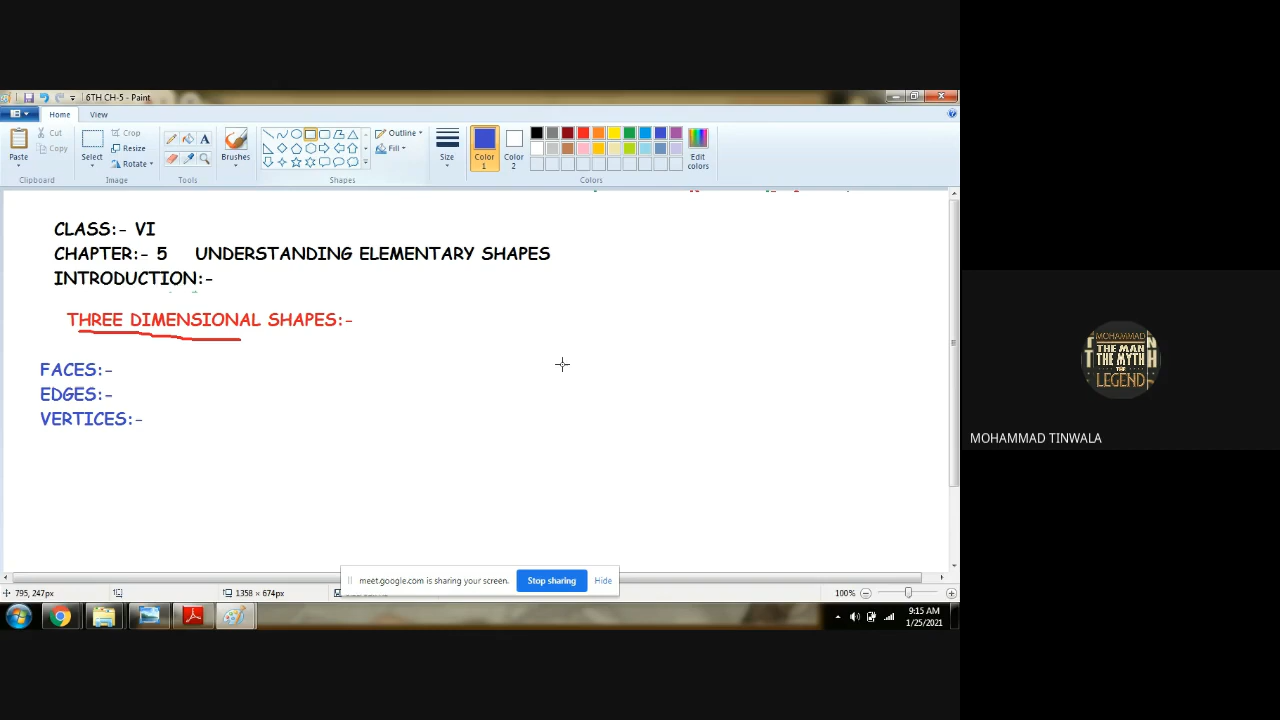 6TH CH-5 - Paint
Home View
Paste
Cut
Copy
Clipboard
Select
Crop
Resize
Rotate
Image
A
Tools
Brushes
Outline
Fill
Shapes
Size
Color 1
Color 2
Edit colors
Colors
CLASS:- VI
CHAPTER:- 5 UNDERSTANDING ELEMENTARY SHAPES
INTRODUCTION:-
THREE DIMENSIONAL SHAPES:-
FACES:-
EDGES:-
VERTICES:-
MOHAMMAD
THE MAN
THE MYTH
THE
LEGEND
MOHAMMAD TINWALA
meet.google.com is sharing your screen. Stop sharing Hide
795, 247px 1358 × 674px 100%
9:15 AM
1/25/2021